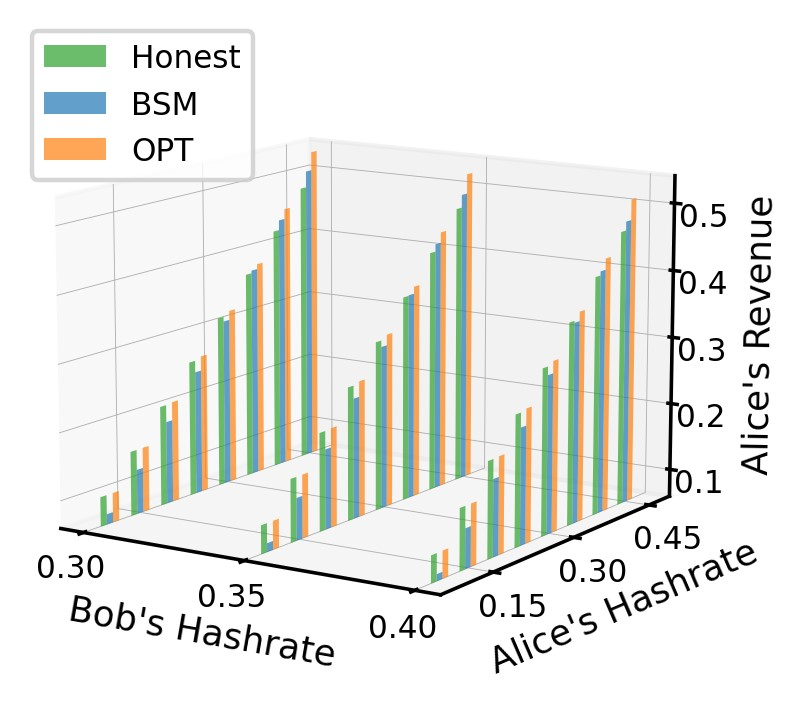 Honest
BSM
OPT
0.5
0.4
0.3
0.2
0.1
Alice's Revenue
0.30
0.35
0.40
Bob's Hashrate
0.15
0.30
0.45
Alice's Hashrate